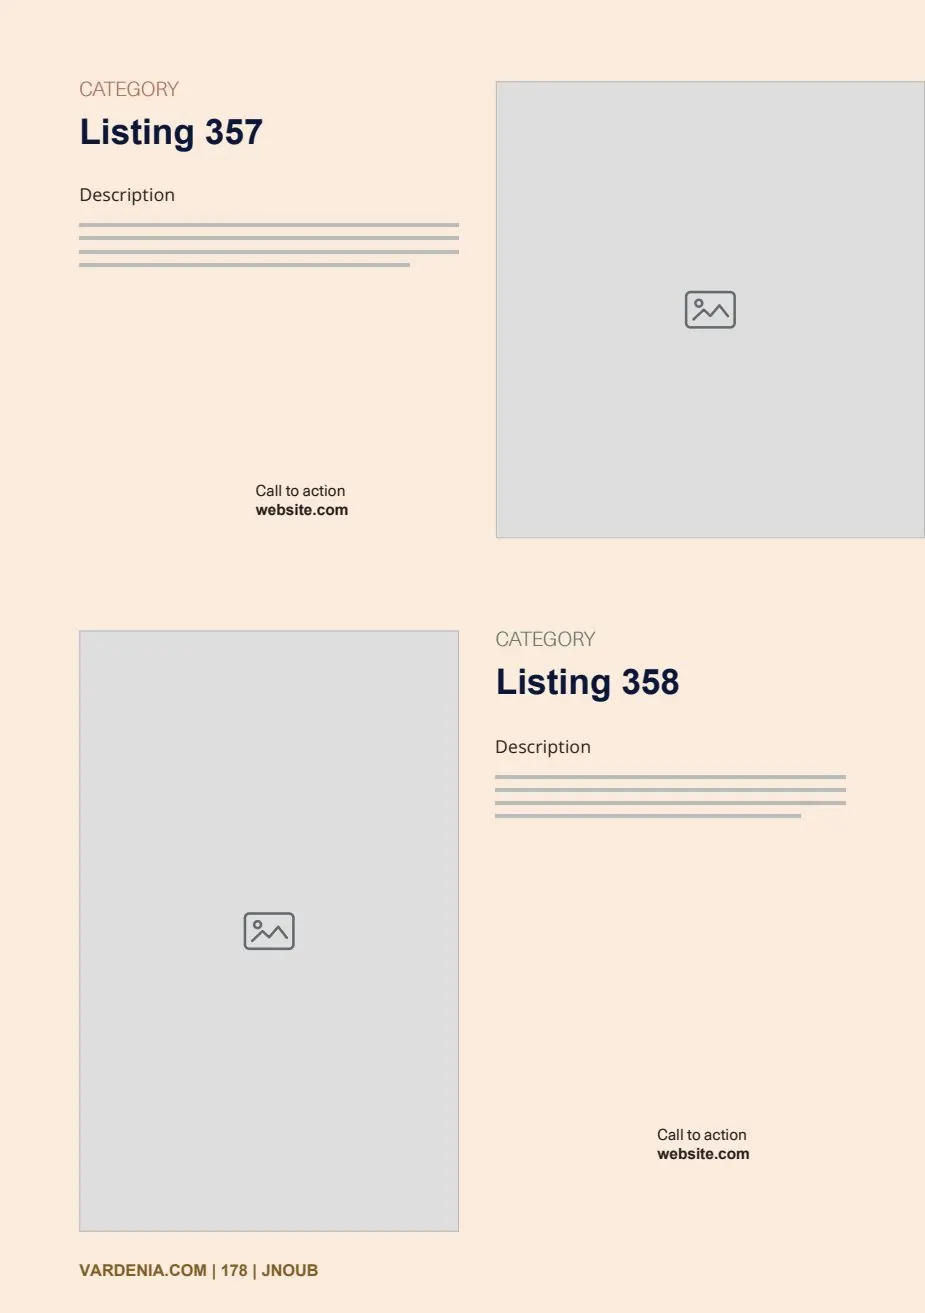 CATEGORY
Listing 357
Description
Call to action
website.com
CATEGORY
Listing 358
Description
Call to action
website.com
VARDENIA.COM | 178 | JNOUB